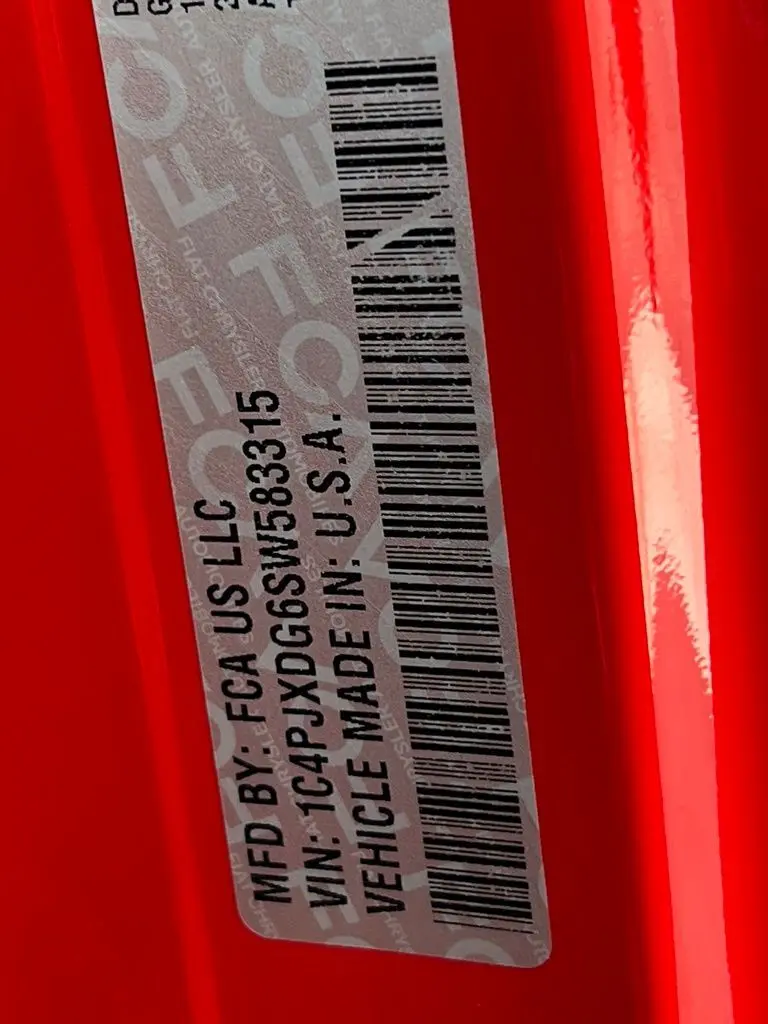 MFD BY: FCA US LLC
VIN: 1C4PJXDG6SW583315
VEHICLE MADE IN: U.S.A.